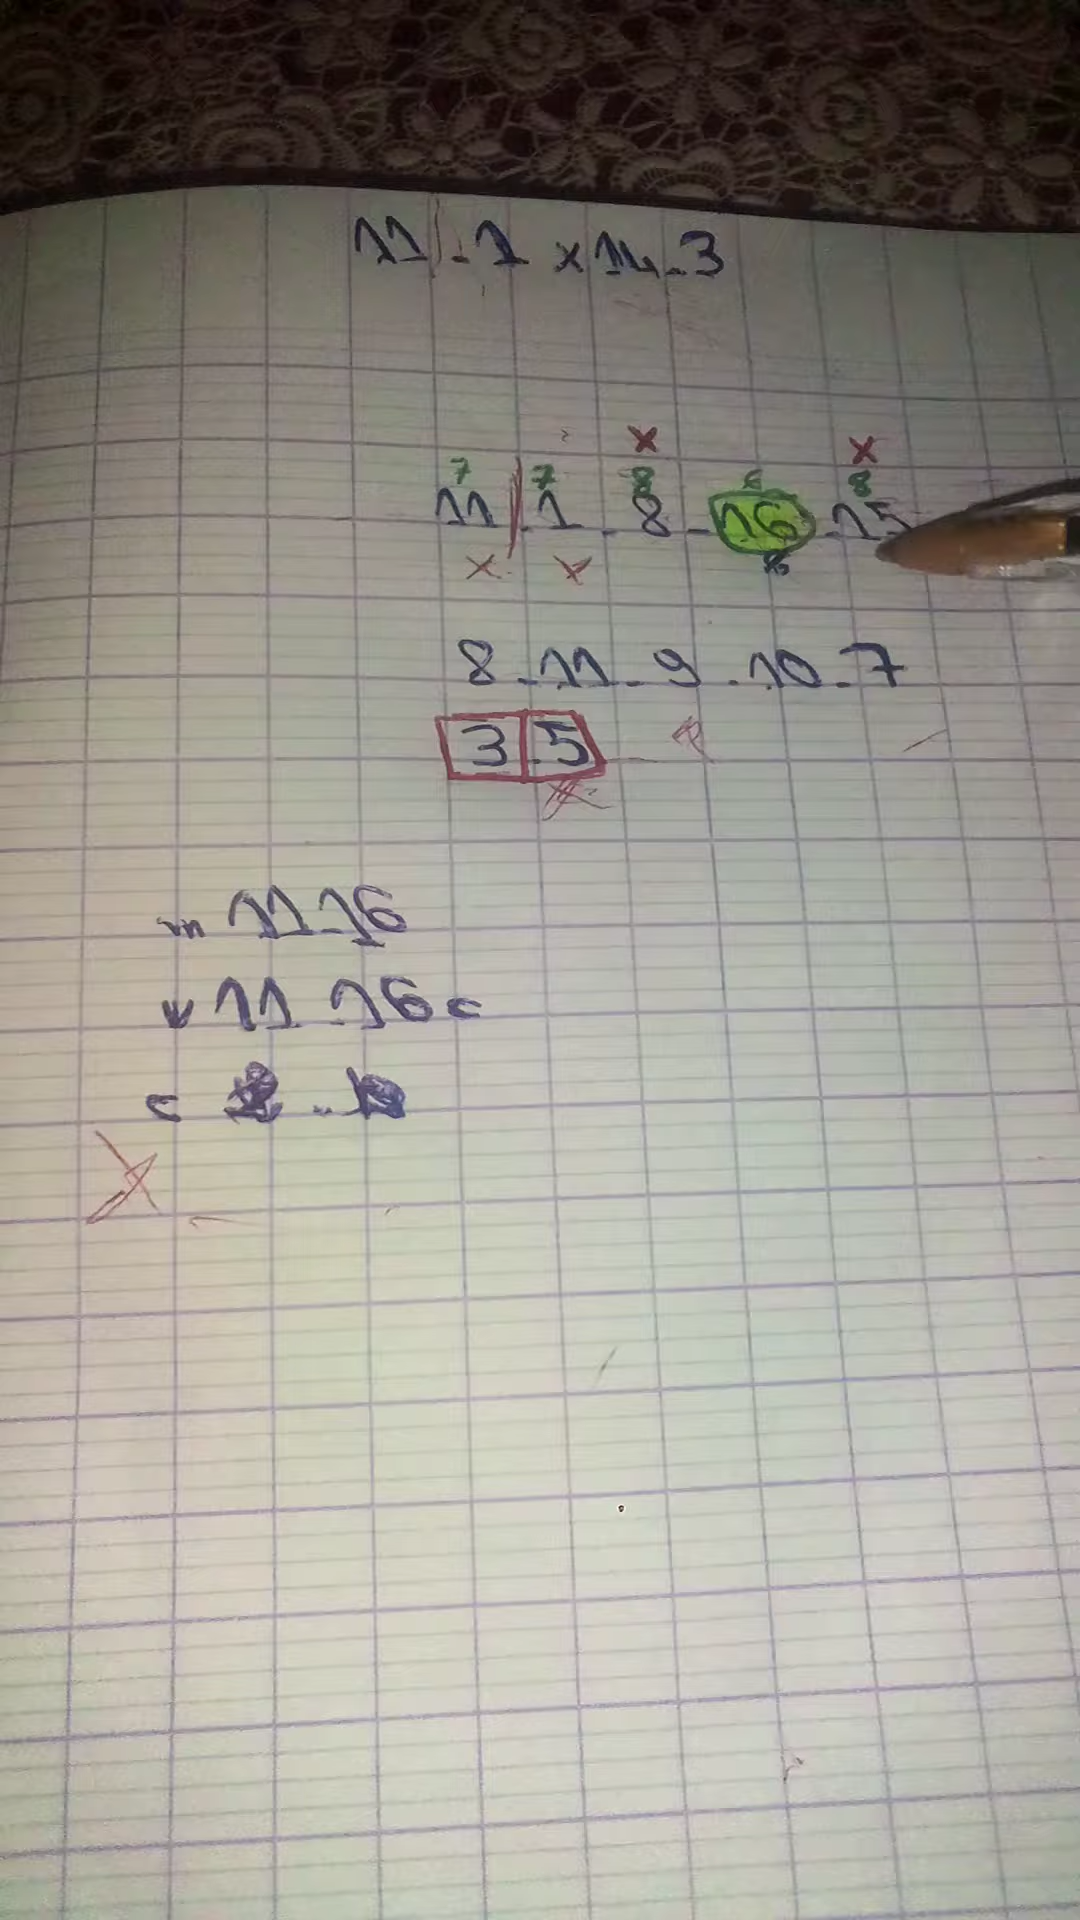 11 - 1 x 14 - 3
x x
7 7 8 8
11 - 1 - 8 - 16 - 15
x x
8 - 11 - 9 - 10 - 7
3 5
11 - 16
11 - 16 c
c